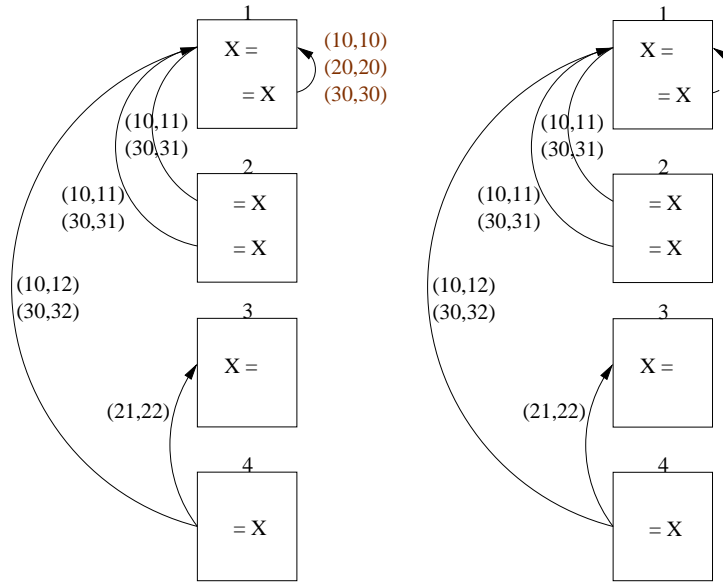 1
X =
= X
(10,10)
(20,20)
(30,30)
(10,11)
(30,31)
2
= X
= X
(10,11)
(30,31)
(10,12)
(30,32)
3
X =
(21,22)
4
= X
1
X =
= X
(10,11)
(30,31)
2
= X
= X
(10,11)
(30,31)
(10,12)
(30,32)
3
X =
(21,22)
4
= X